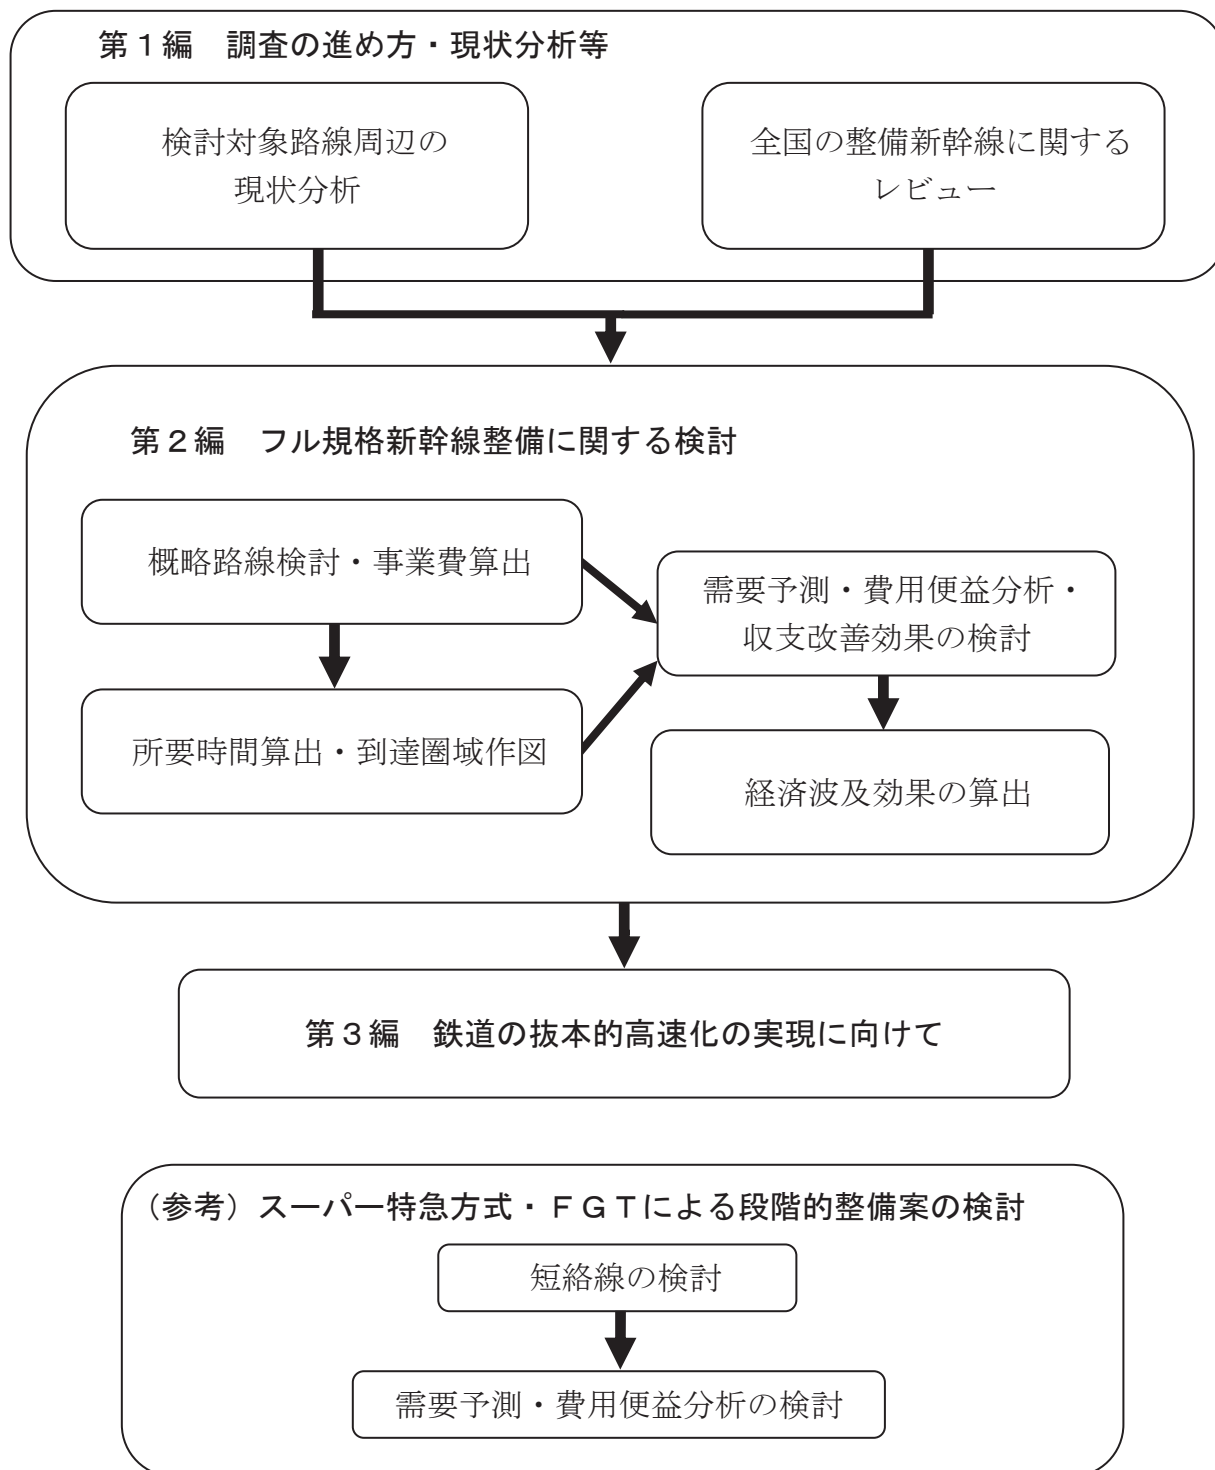 第１編　調査の進め方・現状分析等
検討対象路線周辺の
現状分析
全国の整備新幹線に関する
レビュー
第２編　フル規格新幹線整備に関する検討
概略路線検討・事業費算出
需要予測・費用便益分析・
収支改善効果の検討
所要時間算出・到達圏域作図
経済波及効果の算出
第３編　鉄道の抜本的高速化の実現に向けて
（参考）スーパー特急方式・ＦＧＴによる段階的整備案の検討
短絡線の検討
需要予測・費用便益分析の検討